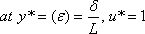 at y* = (ε) = δ/L, u* = 1